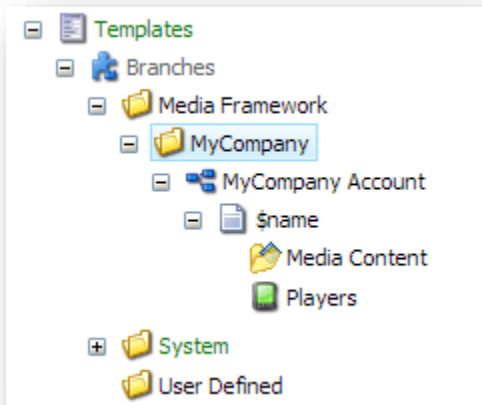 Templates
Branches
Media Framework
MyCompany
MyCompany Account
$name
Media Content
Players
System
User Defined